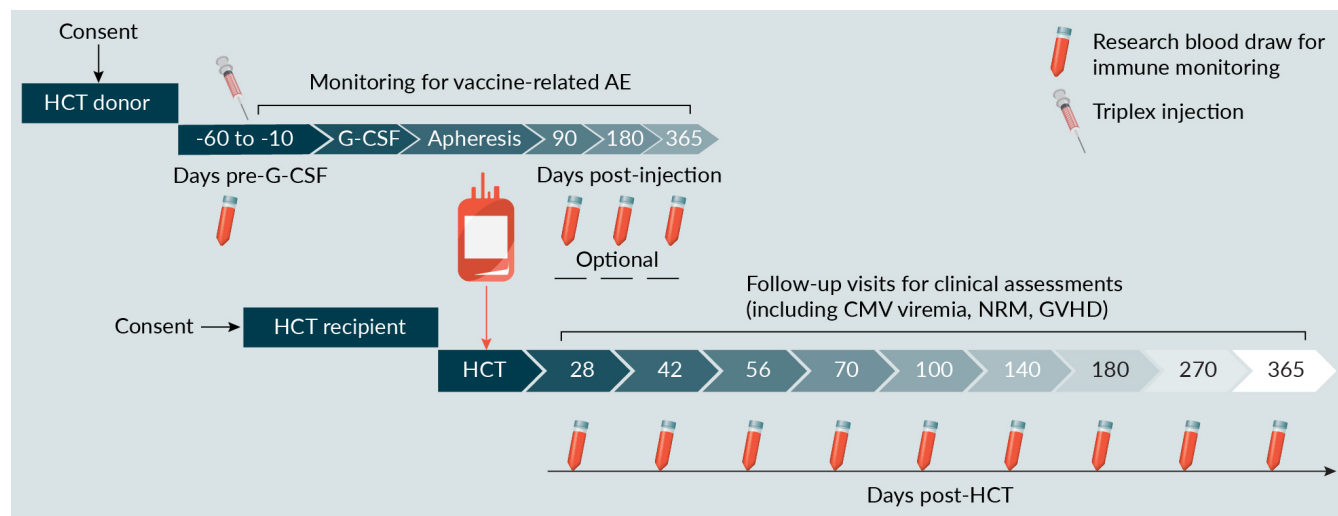 Consent
HCT donor
Monitoring for vaccine-related AE
-60 to -10
G-CSF
Apheresis
90
180
365
Days pre-G-CSF
Days post-injection
Optional
Research blood draw for
immune monitoring
Triplex injection
Consent
HCT recipient
Follow-up visits for clinical assessments
(including CMV viremia, NRM, GVHD)
HCT
28
42
56
70
100
140
180
270
365
Days post-HCT